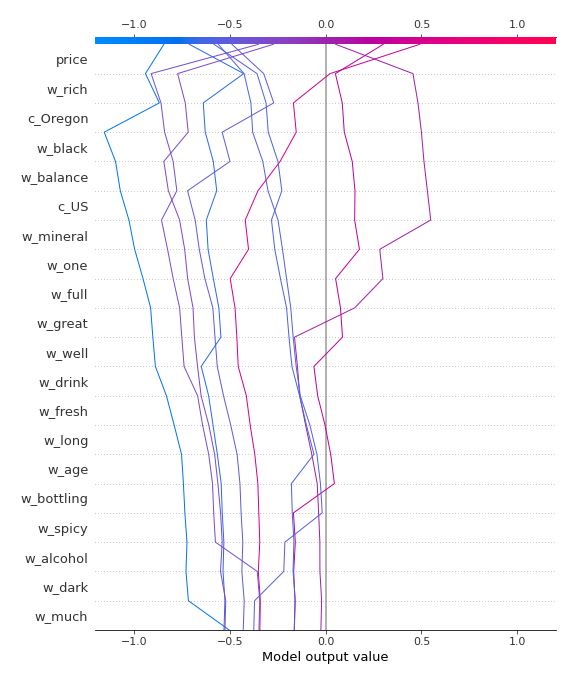 −1.0 −0.5 0.0 0.5 1.0
price
w_rich
c_Oregon
w_black
w_balance
c_US
w_mineral
w_one
w_full
w_great
w_well
w_drink
w_fresh
w_long
w_age
w_bottling
w_spicy
w_alcohol
w_dark
w_much
−1.0 −0.5 0.0 0.5 1.0
Model output value